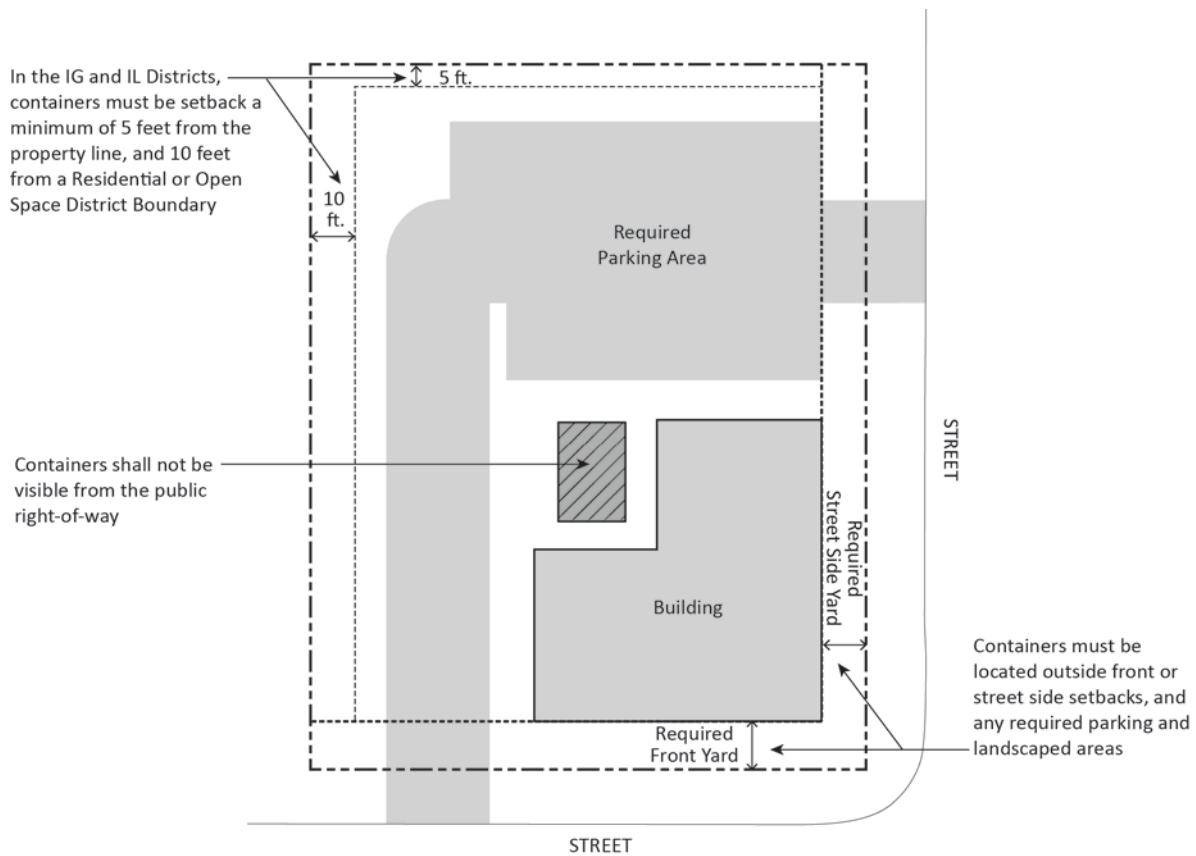 In the IG and IL Districts,
containers must be setback a
minimum of 5 feet from the
property line, and 10 feet
from a Residential or Open
Space District Boundary
5 ft.
10
ft.
Required
Parking Area
STREET
Containers shall not be
visible from the public
right-of-way
Required
Street Side Yard
Building
Containers must be
located outside front or
street side setbacks, and
any required parking and
landscaped areas
Required
Front Yard
STREET